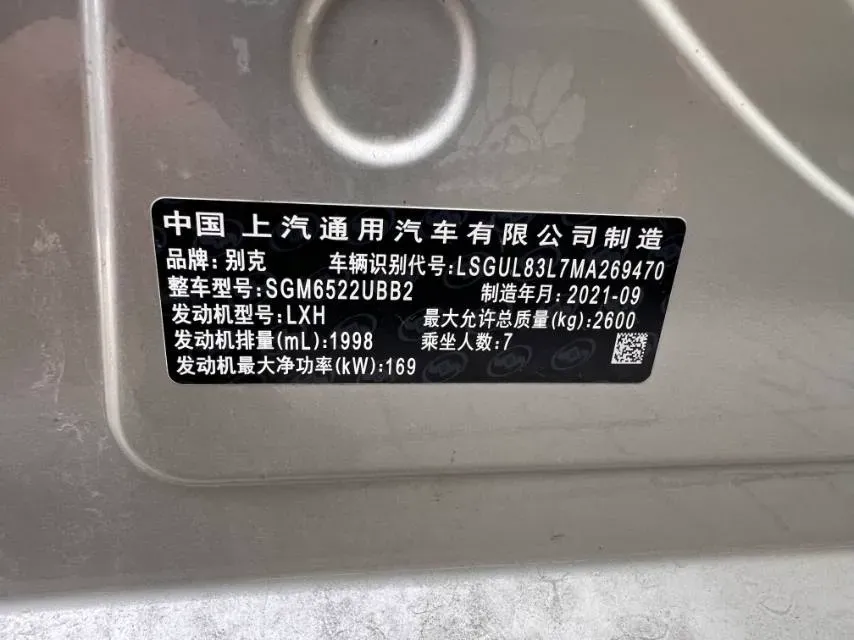 中国 上汽通用汽车有限公司制造
品牌:别克 车辆识别代号:LSGUL83L7MA269470
整车型号:SGM6522UBB2 制造年月:2021-09
发动机型号:LXH 最大允许总质量(kg):2600
发动机排量(mL):1998 乘坐人数:7
发动机最大净功率(kW):169